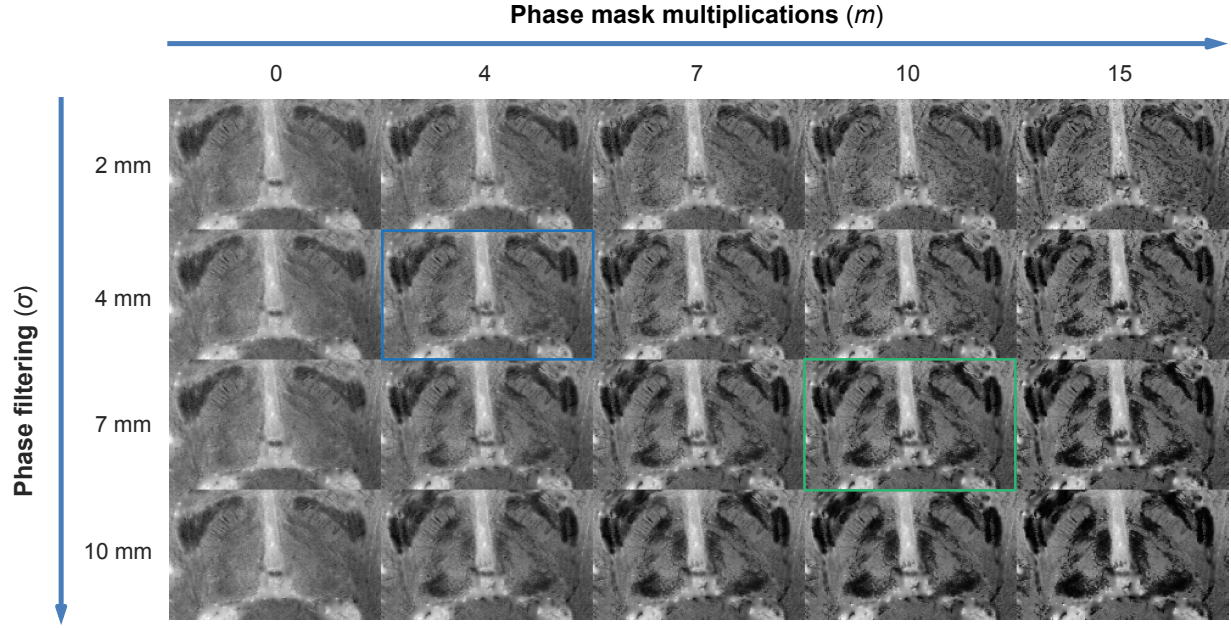 Phase mask multiplications (m)
0 4 7 10 15
Phase filtering (σ)
2 mm
4 mm
7 mm
10 mm